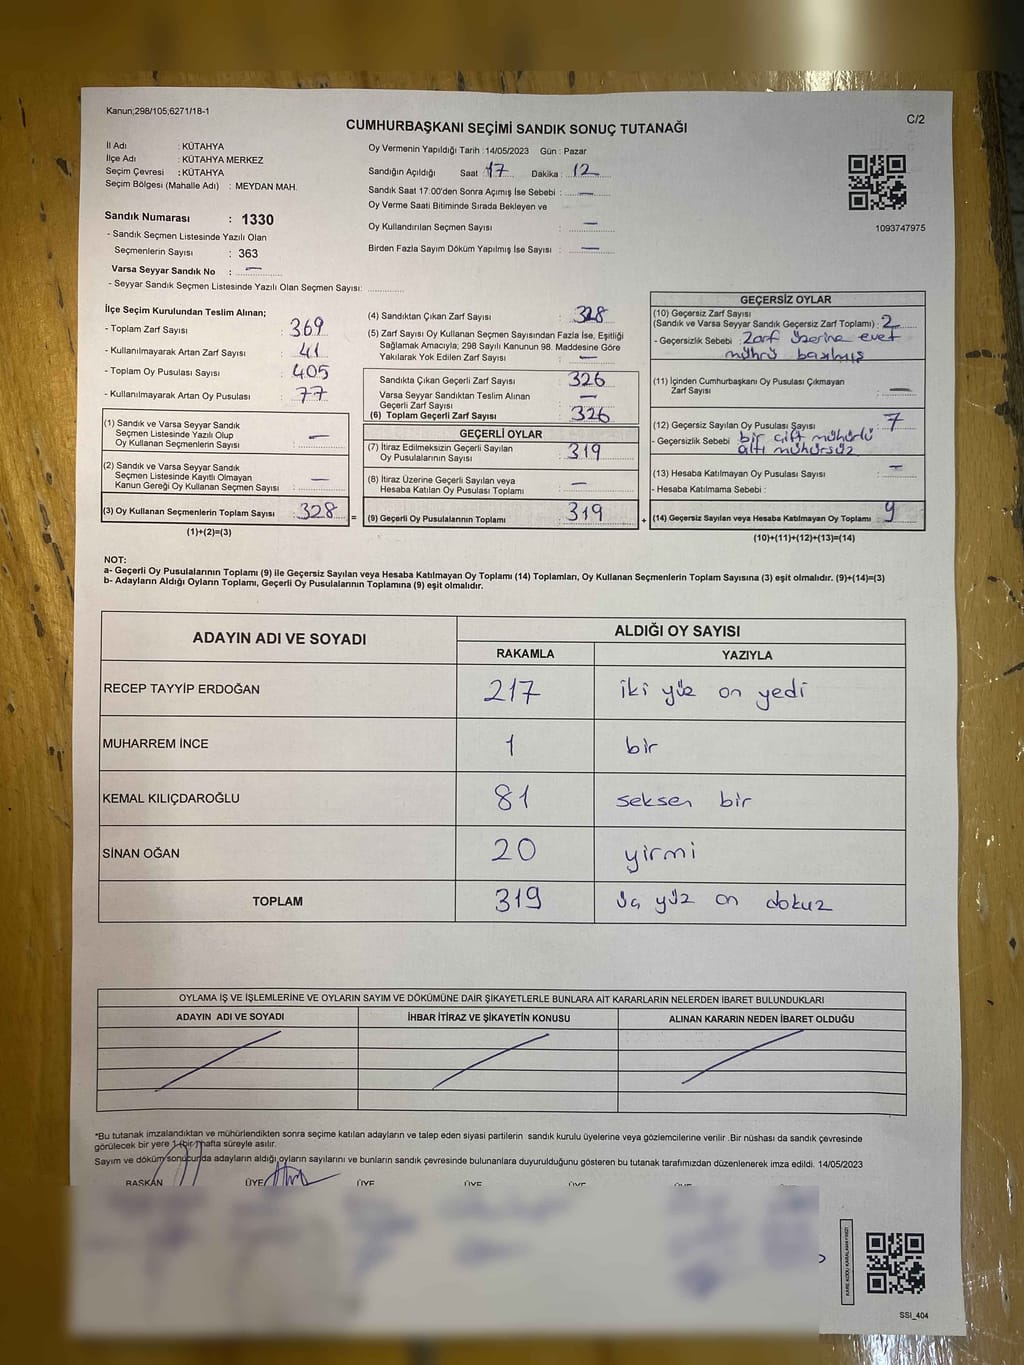 Kanun;298/105;6271/18-1
C/2
CUMHURBAŞKANI SEÇİMİ SANDIK SONUÇ TUTANAĞI
İl Adı : KÜTAHYA
İlçe Adı : KÜTAHYA MERKEZ
Seçim Çevresi : KÜTAHYA
Seçim Bölgesi (Mahalle Adı) : MEYDAN MAH.
Oy Vermenin Yapıldığı Tarih :14/05/2023 Gün : Pazar
Sandığın Açıldığı Saat 17 Dakika : 12
Sandık Saat 17:00'den Sonra Açımış İse Sebebi : —
Oy Verme Saati Bitiminde Sırada Bekleyen ve
Oy Kullandırılan Seçmen Sayısı : —
Birden Fazla Sayım Döküm Yapılmış İse Sayısı : —
1093747975
Sandık Numarası : 1330
- Sandık Seçmen Listesinde Yazılı Olan
Seçmenlerin Sayısı : 363
Varsa Seyyar Sandık No : —
- Seyyar Sandık Seçmen Listesinde Yazılı Olan Seçmen Sayısı:
İlçe Seçim Kurulundan Teslim Alınan;
- Toplam Zarf Sayısı : 369
- Kullanılmayarak Artan Zarf Sayısı : 41
- Toplam Oy Pusulası Sayısı : 405
- Kullanılmayarak Artan Oy Pusulası : 77
(1) Sandık ve Varsa Seyyar Sandık
Seçmen Listesinde Yazılı Olup
Oy Kullanan Seçmenlerin Sayısı : —
(2) Sandık ve Varsa Seyyar Sandık
Seçmen Listesinde Kayıtlı Olmayan
Kanun Gereği Oy Kullanan Seçmen Sayısı : —
(3) Oy Kullanan Seçmenlerin Toplam Sayısı : 328
(1)+(2)=(3)
=
(4) Sandıktan Çıkan Zarf Sayısı : 328
(5) Zarf Sayısı Oy Kullanan Seçmen Sayısından Fazla İse, Eşitliği
Sağlamak Amacıyla; 298 Sayılı Kanunun 98. Maddesine Göre
Yakılarak Yok Edilen Zarf Sayısı : —
Sandıkta Çıkan Geçerli Zarf Sayısı : 326
Varsa Seyyar Sandıktan Teslim Alınan
Geçerli Zarf Sayısı : —
(6) Toplam Geçerli Zarf Sayısı : 326
GEÇERLİ OYLAR
(7) İtiraz Edilmeksizin Geçerli Sayılan
Oy Pusulalarının Sayısı : 319
(8) İtiraz Üzerine Geçerli Sayılan veya
Hesaba Katılan Oy Pusulası Toplamı : —
(9) Geçerli Oy Pusulalarının Toplamı : 319
+
GEÇERSİZ OYLAR
(10) Geçersiz Zarf Sayısı
(Sandık ve Varsa Seyyar Sandık Geçersiz Zarf Toplamı) : 2
- Geçersizlik Sebebi : Zarf üzerine evet
mührü basılmış
(11) İçinden Cumhurbaşkanı Oy Pusulası Çıkmayan
Zarf Sayısı : —
(12) Geçersiz Sayılan Oy Pusulası Sayısı : 7
- Geçersizlik Sebebi : bir çift mühürlü
altı mühürsüz
(13) Hesaba Katılmayan Oy Pusulası Sayısı : —
- Hesaba Katılmama Sebebi :
(14) Geçersiz Sayılan veya Hesaba Katılmayan Oy Toplamı : 9
(10)+(11)+(12)+(13)=(14)
NOT:
a- Geçerli Oy Pusulalarının Toplamı (9) ile Geçersiz Sayılan veya Hesaba Katılmayan Oy Toplamı (14) Toplamları, Oy Kullanan Seçmenlerin Toplam Sayısına (3) eşit olmalıdır. (9)+(14)=(3)
b- Adayların Aldığı Oyların Toplamı, Geçerli Oy Pusulalarının Toplamına (9) eşit olmalıdır.
ADAYIN ADI VE SOYADI
ALDIĞI OY SAYISI
RAKAMLA YAZIYLA
RECEP TAYYİP ERDOĞAN 217 iki yüz on yedi
MUHARREM İNCE 1 bir
KEMAL KILIÇDAROĞLU 81 seksen bir
SİNAN OĞAN 20 yirmi
TOPLAM 319 üç yüz on dokuz
OYLAMA İŞ VE İŞLEMLERİNE VE OYLARIN SAYIM VE DÖKÜMÜNE DAİR ŞİKAYETLERLE BUNLARA AİT KARARLARIN NELERDEN İBARET BULUNDUKLARI
ADAYIN ADI VE SOYADI İHBAR İTİRAZ VE ŞİKAYETİN KONUSU ALINAN KARARIN NEDEN İBARET OLDUĞU
*Bu tutanak imzalandıktan ve mühürlendikten sonra seçime katılan adayların ve talep eden siyasi partilerin sandık kurulu üyelerine veya gözlemcilerine verilir .Bir nüshası da sandık çevresinde
görülecek bir yere 1 (bir) hafta süreyle asılır.
Sayım ve döküm sonucunda adayların aldığı oyların sayılarını ve bunların sandık çevresinde bulunanlara duyurulduğunu gösteren bu tutanak tarafımızdan düzenlenerek imza edildi. 14/05/2023
BAŞKAN ÜYE ÜYE ÜYE ÜYE ÜYE
SSI_404